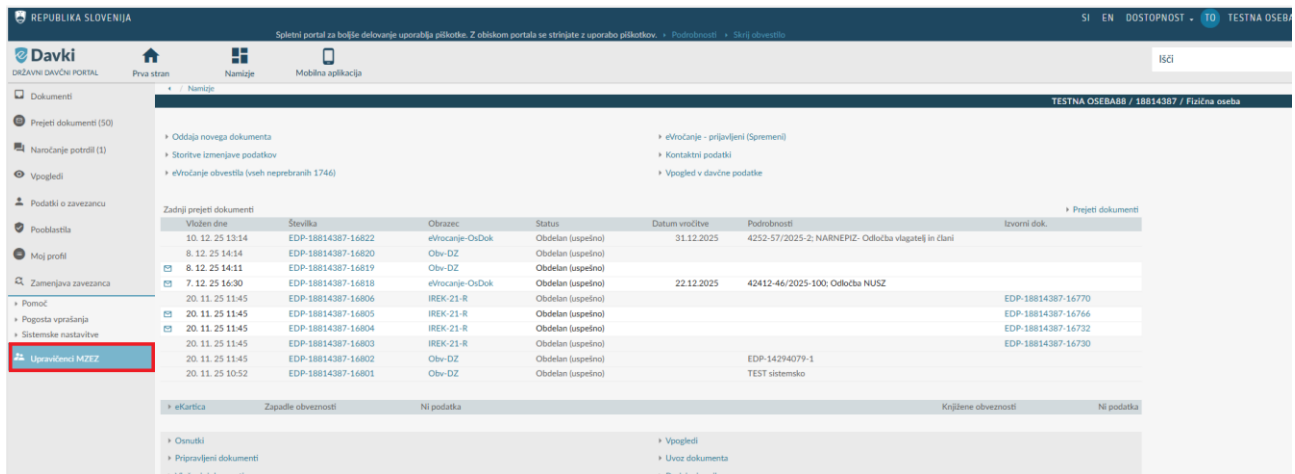 REPUBLIKA SLOVENIJA
SI EN DOSTOPNOST TO TESTNA OSEBA
Spletni portal za boljše delovanje uporablja piškotke. Z obiskom portala se strinjate z uporabo piškotkov. Podrobnosti Skrij obvestilo
eDavki
DRŽAVNI DAVČNI PORTAL
Prva stran
Namizje
Mobilna aplikacija
Išči
/ Namizje
TESTNA OSEBA88 / 18814387 / Fizična oseba
Dokumenti
Prejeti dokumenti (50)
Naročanje potrdil (1)
Vpogledi
Podatki o zavezancu
Pooblastila
Moj profil
Zamenjava zavezanca
Pomoč
Pogosta vprašanja
Sistemske nastavitve
Upravičenci MZEZ
Oddaja novega dokumenta
eVročanje - prijavljeni (Spremeni)
Storitve izmenjave podatkov
Kontaktni podatki
eVročanje obvestila (vseh neprebranih 1746)
Vpogled v davčne podatke
Zadnji prejeti dokumenti
Prejeti dokumenti
Vložen dne Številka Obrazec Status Datum vročitve Podrobnosti Izvorni dok.
10. 12. 25 13:14 EDP-18814387-16822 eVrocanje-OsDok Obdelan (uspešno) 31.12.2025 4252-57/2025-2; NARNEPIZ- Odločba vlagatelj in člani
8. 12. 25 14:14 EDP-18814387-16820 Obv-DZ Obdelan (uspešno)
8. 12. 25 14:11 EDP-18814387-16819 Obv-DZ Obdelan (uspešno)
7. 12. 25 16:30 EDP-18814387-16818 eVrocanje-OsDok Obdelan (uspešno) 22.12.2025 42412-46/2025-100; Odločba NUSZ
20. 11. 25 11:45 EDP-18814387-16806 IREK-21-R Obdelan (uspešno) EDP-18814387-16770
20. 11. 25 11:45 EDP-18814387-16805 IREK-21-R Obdelan (uspešno) EDP-18814387-16766
20. 11. 25 11:45 EDP-18814387-16804 IREK-21-R Obdelan (uspešno) EDP-18814387-16732
20. 11. 25 11:45 EDP-18814387-16803 IREK-21-R Obdelan (uspešno) EDP-18814387-16730
20. 11. 25 11:45 EDP-18814387-16802 Obv-DZ Obdelan (uspešno) EDP-14294079-1
20. 11. 25 10:52 EDP-18814387-16801 Obv-DZ Obdelan (uspešno) TEST sistemsko
eKartica Zapadle obveznosti Ni podatka Knjižene obveznosti Ni podatka
Osnutki
Vpogledi
Pripravljeni dokumenti
Uvoz dokumenta